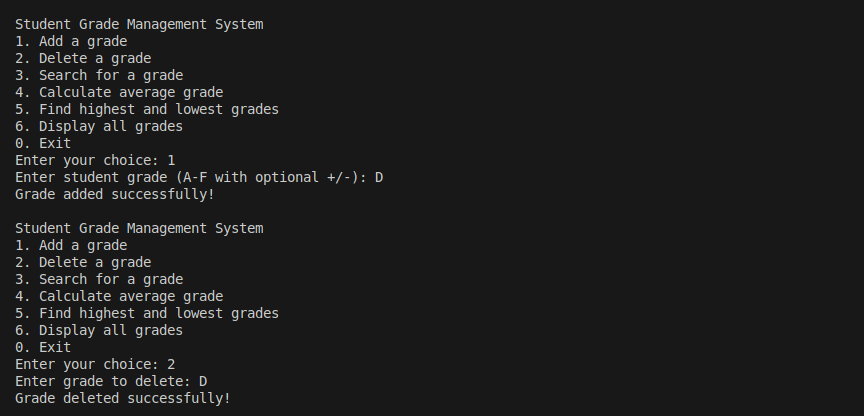 Student Grade Management System
1. Add a grade
2. Delete a grade
3. Search for a grade
4. Calculate average grade
5. Find highest and lowest grades
6. Display all grades
0. Exit
Enter your choice: 1
Enter student grade (A-F with optional +/-): D
Grade added successfully!

Student Grade Management System
1. Add a grade
2. Delete a grade
3. Search for a grade
4. Calculate average grade
5. Find highest and lowest grades
6. Display all grades
0. Exit
Enter your choice: 2
Enter grade to delete: D
Grade deleted successfully!